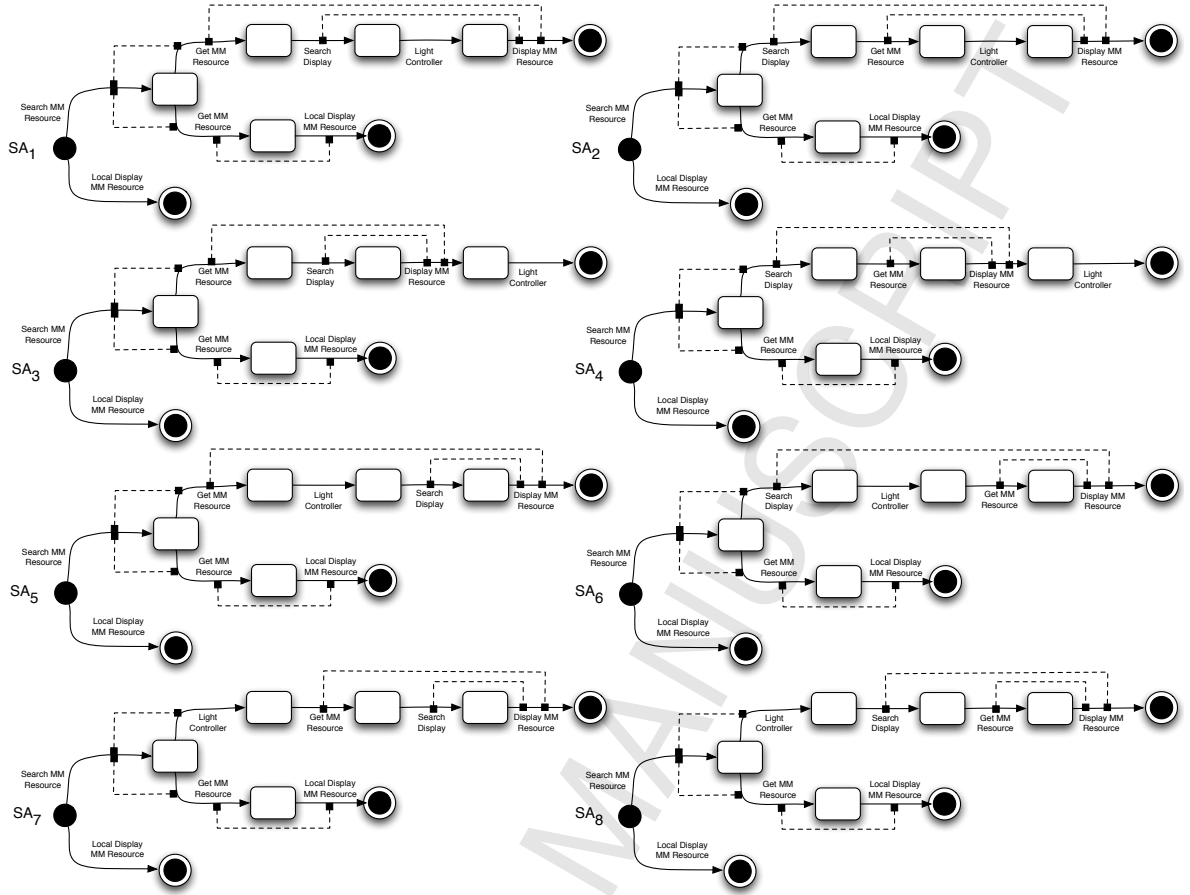 Get MM
Resource
Search
Display
Light
Controller
Display MM
Resource
Search MM
Resource
Get MM
Resource
Local Display
MM Resource
SA1
Local Display
MM Resource
Search
Display
Get MM
Resource
Light
Controller
Display MM
Resource
Search MM
Resource
Get MM
Resource
Local Display
MM Resource
SA2
Local Display
MM Resource
Get MM
Resource
Search
Display
Display MM
Resource
Light
Controller
Search MM
Resource
Get MM
Resource
Local Display
MM Resource
SA3
Local Display
MM Resource
Search
Display
Get MM
Resource
Display MM
Resource
Light
Controller
Search MM
Resource
Get MM
Resource
Local Display
MM Resource
SA4
Local Display
MM Resource
Get MM
Resource
Light
Controller
Search
Display
Display MM
Resource
Search MM
Resource
Get MM
Resource
Local Display
MM Resource
SA5
Local Display
MM Resource
Search
Display
Light
Controller
Get MM
Resource
Display MM
Resource
Search MM
Resource
Get MM
Resource
Local Display
MM Resource
SA6
Local Display
MM Resource
Light
Controller
Get MM
Resource
Search
Display
Display MM
Resource
Search MM
Resource
Get MM
Resource
Local Display
MM Resource
SA7
Local Display
MM Resource
Light
Controller
Search
Display
Get MM
Resource
Display MM
Resource
Search MM
Resource
Get MM
Resource
Local Display
MM Resource
SA8
Local Display
MM Resource
MANUSCRIPT